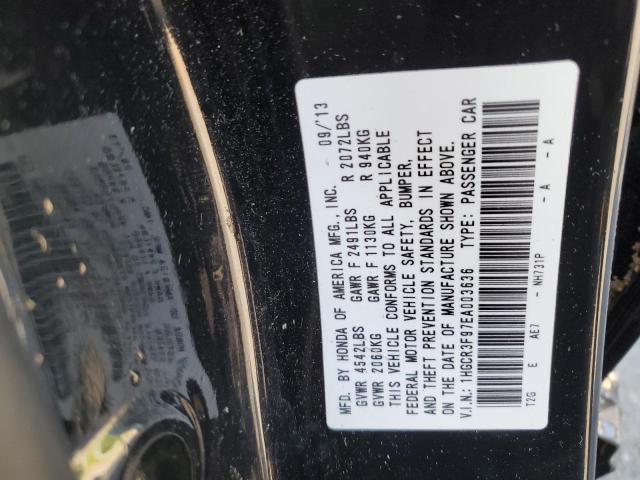 MFD. BY HONDA OF AMERICA MFG., INC. 09/'13
GVWR 4542LBS GAWR F 2491LBS R 2072LBS
GVWR 2060KG GAWR F 1130KG R 940KG
THIS VEHICLE CONFORMS TO ALL APPLICABLE
FEDERAL MOTOR VEHICLE SAFETY, BUMPER,
AND THEFT PREVENTION STANDARDS IN EFFECT
ON THE DATE OF MANUFACTURE SHOWN ABOVE.
V.I.N.: 1HGCR3F97EA003636 TYPE: PASSENGER CAR
T2G E AE7 - NH731P - A - A